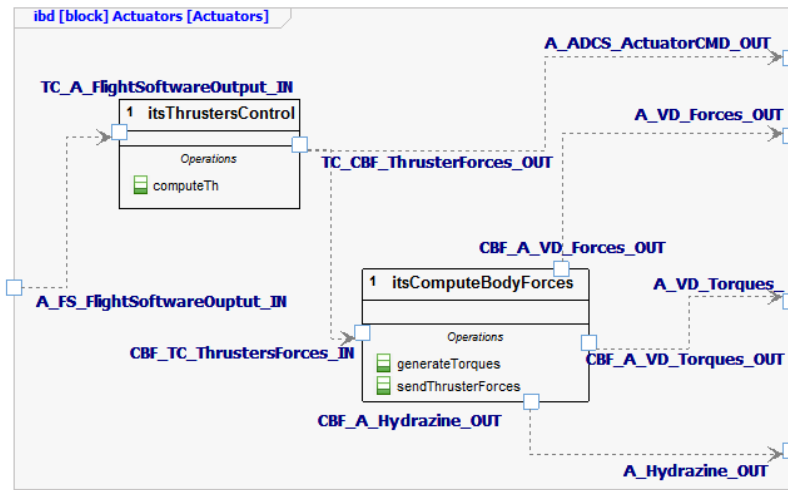 ibd [block] Actuators [Actuators]
A_ADCS_ActuatorCMD_OUT
TC_A_FlightSoftwareOutput_IN
1 itsThrustersControl
A_VD_Forces_OUT
Operations
TC_CBF_ThrusterForces_OUT
computeTh
CBF_A_VD_Forces_OUT
1 itsComputeBodyForces
A_VD_Torques_
A_FS_FlightSoftwareOuptut_IN
Operations
CBF_TC_ThrustersForces_IN
generateTorques
CBF_A_VD_Torques_OUT
sendThrusterForces
CBF_A_Hydrazine_OUT
A_Hydrazine_OUT